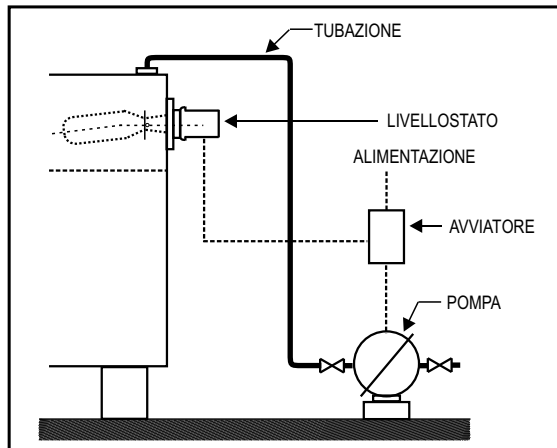 TUBAZIONE
LIVELLOSTATO
ALIMENTAZIONE
AVVIATORE
POMPA